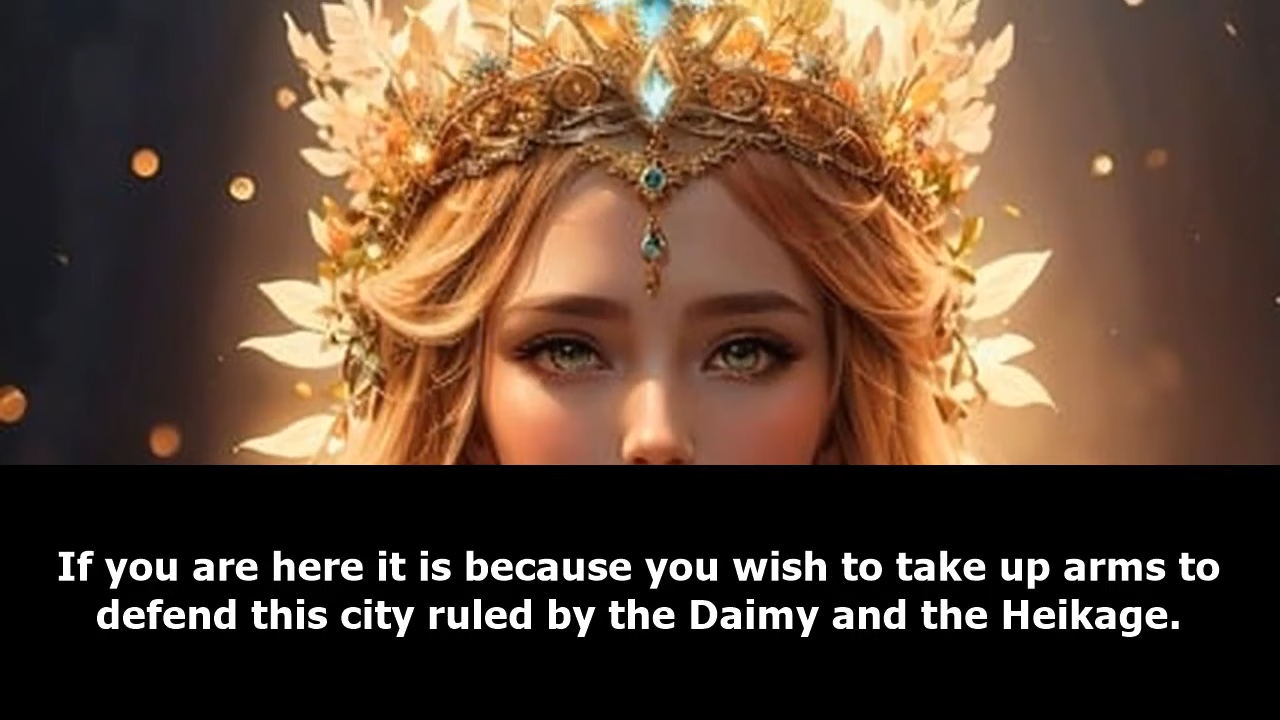 If you are here it is because you wish to take up arms to
defend this city ruled by the Daimy and the Heikage.